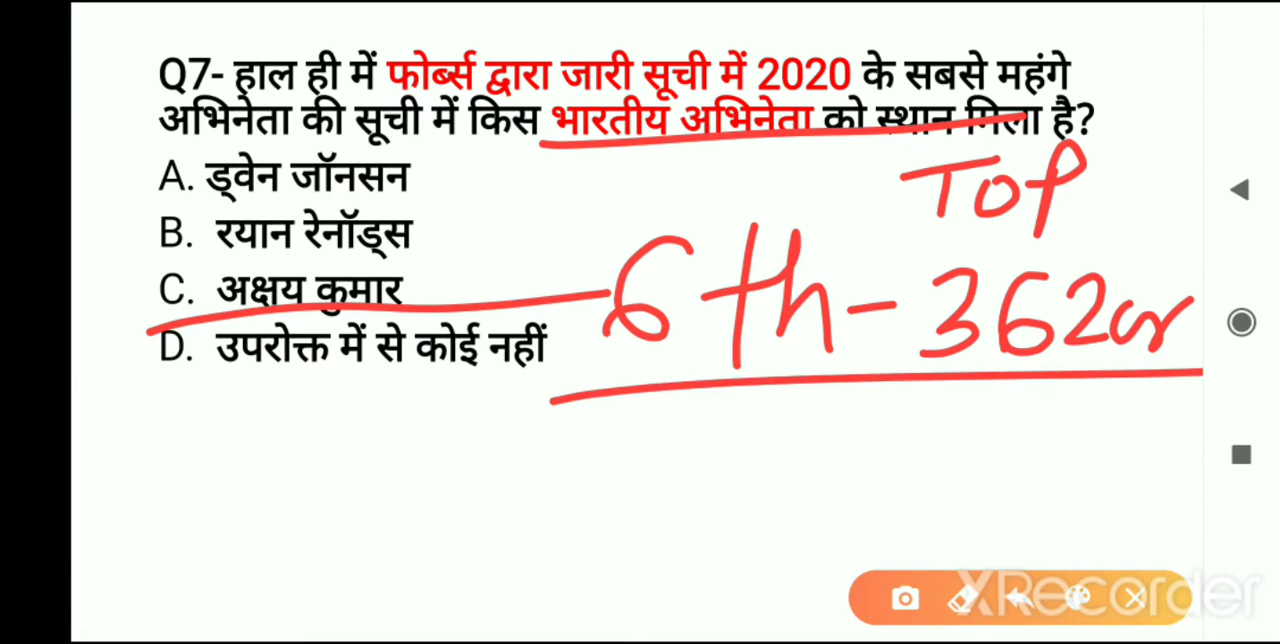 Q7- हाल ही में फोर्ब्स द्वारा जारी सूची में 2020 के सबसे महंगे
अभिनेता की सूची में किस भारतीय अभिनेता को स्थान मिला है?
A. ड्वेन जॉनसन
B. रयान रेनॉड्स
C. अक्षय कुमार
D. उपरोक्त में से कोई नहीं
TOP
6th-362cr
XRecorder